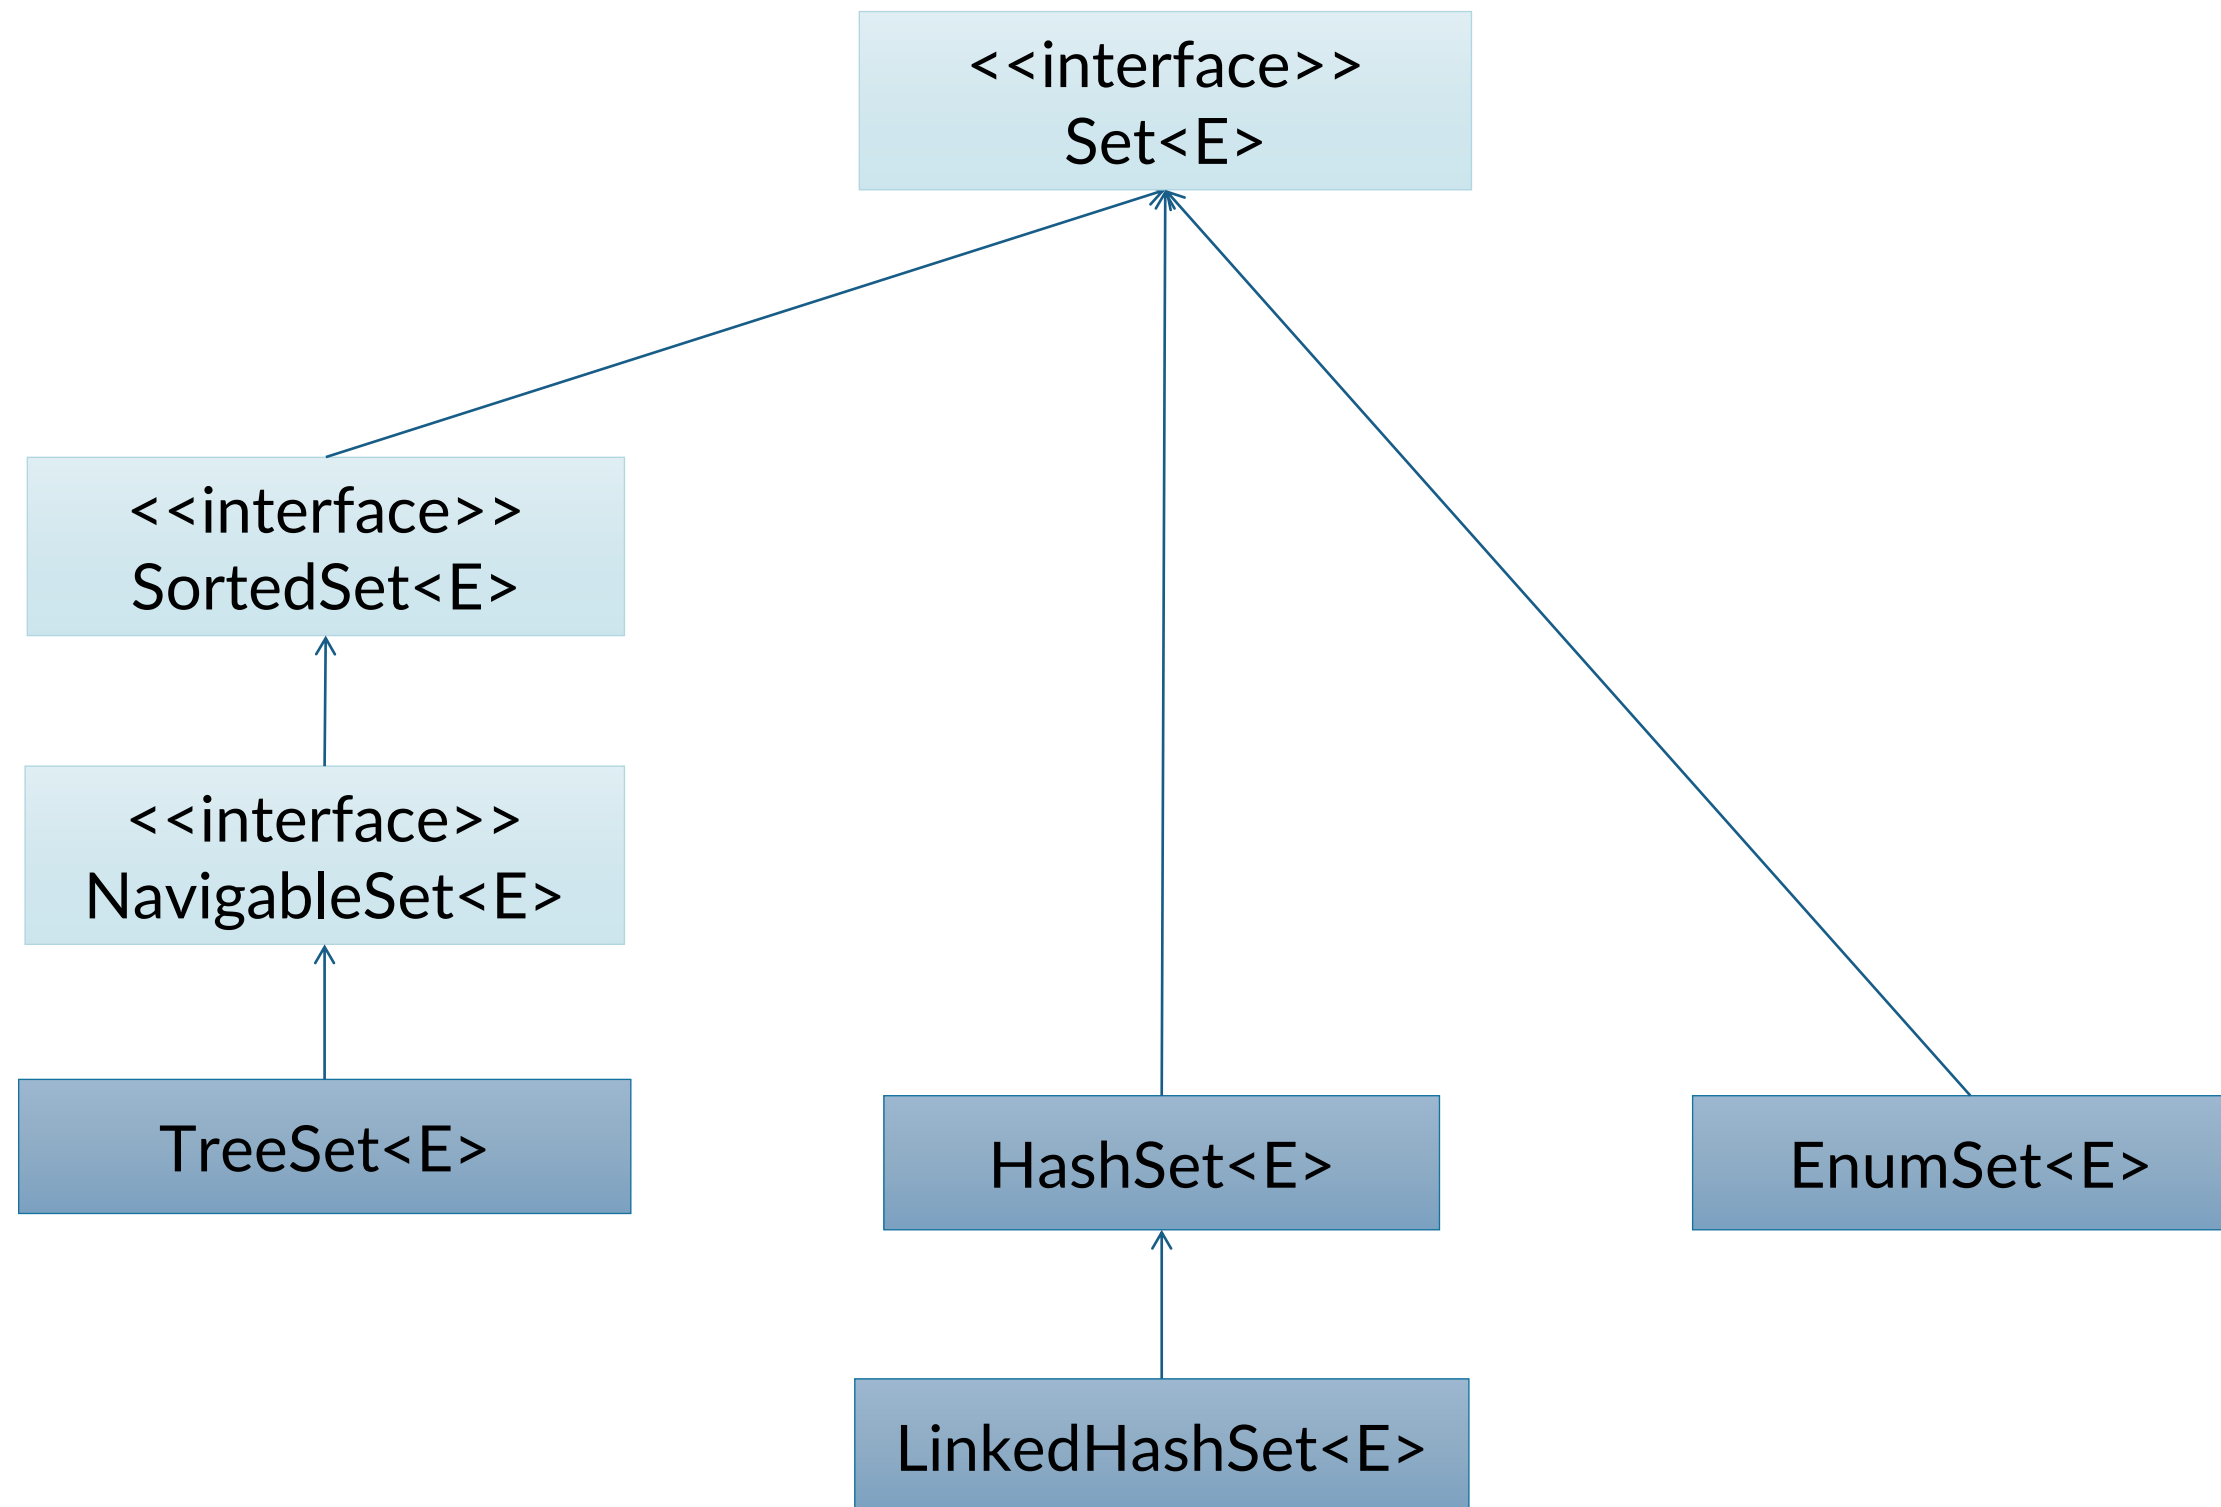 <<interface>>
Set<E>
<<interface>>
SortedSet<E>
<<interface>>
NavigableSet<E>
TreeSet<E>
HashSet<E>
EnumSet<E>
LinkedHashSet<E>